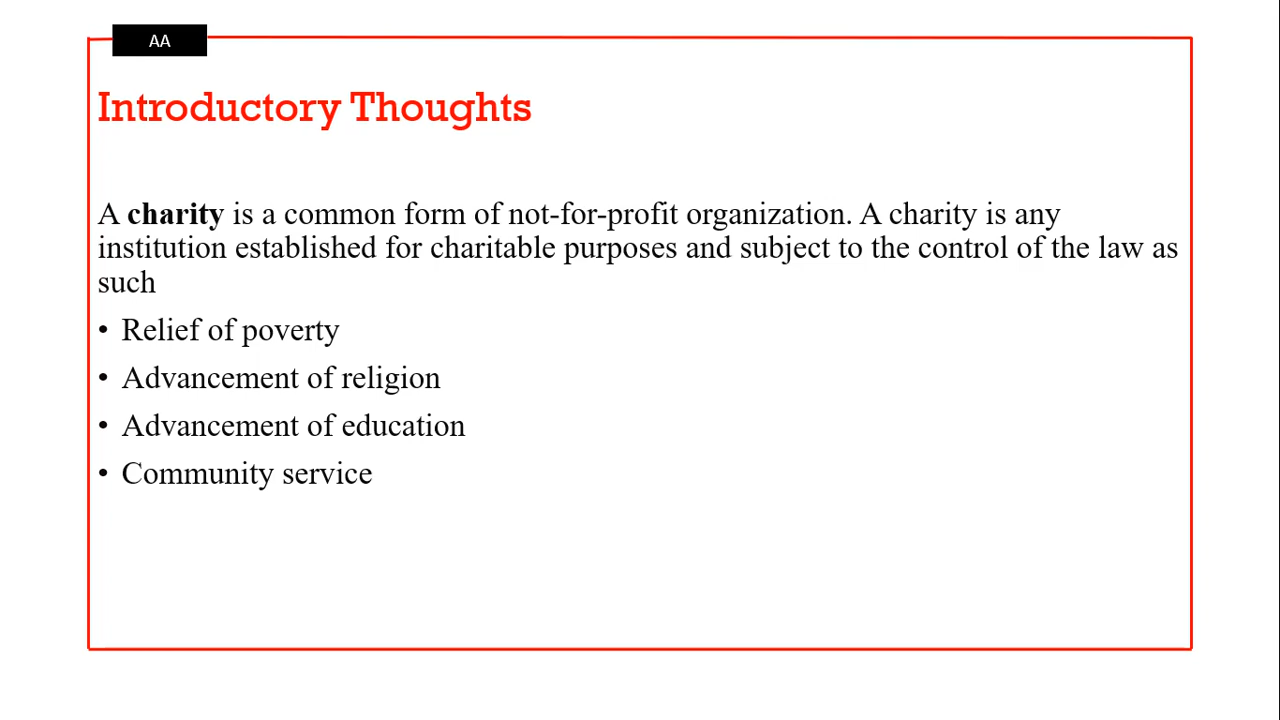 AA
Introductory Thoughts
A charity is a common form of not-for-profit organization. A charity is any
institution established for charitable purposes and subject to the control of the law as
such
• Relief of poverty
• Advancement of religion
• Advancement of education
• Community service